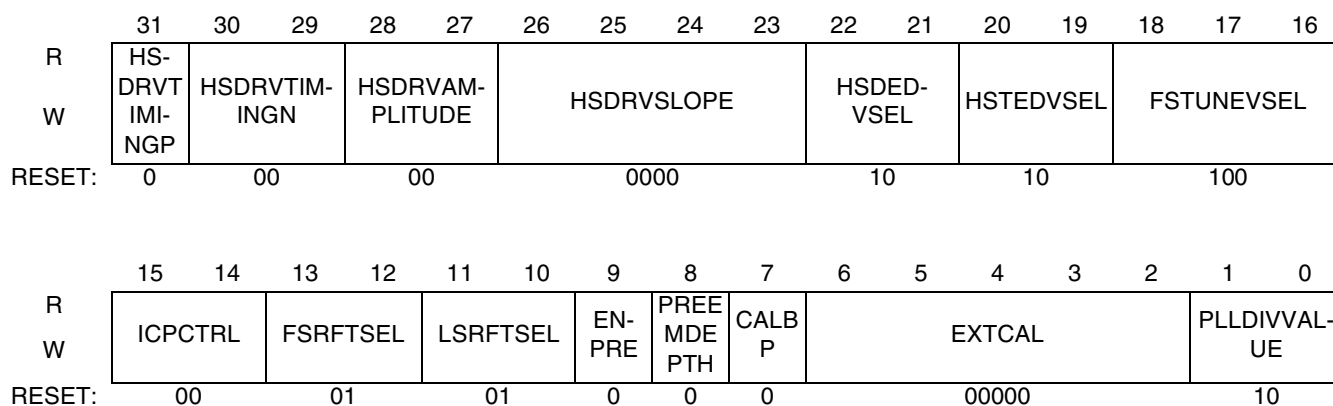 31 30 29 28 27 26 25 24 23 22 21 20 19 18 17 16
R
W
HS-
DRVT
IMI-
NGP
HSDRVTIM-
INGN
HSDRVAM-
PLITUDE
HSDRVSLOPE
HSDED-
VSEL
HSTEDVSEL
FSTUNEVSEL
RESET: 0 00 00 0000 10 10 100
15 14 13 12 11 10 9 8 7 6 5 4 3 2 1 0
R
W
ICPCTRL
FSRFTSEL
LSRFTSEL
EN-
PRE
PREE
MDE
PTH
CALB
P
EXTCAL
PLLDIVVAL-
UE
RESET: 00 01 01 0 0 0 00000 10